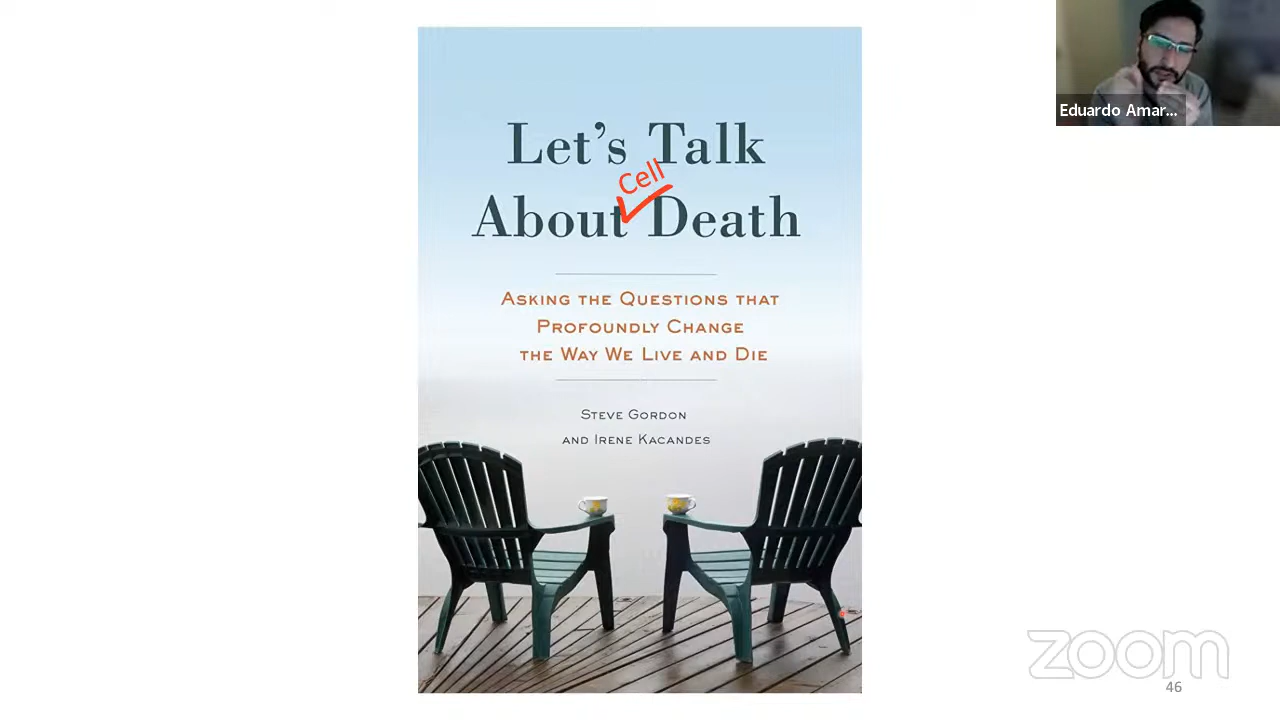 Let's Talk
Cell
About Death
Asking the Questions that
Profoundly Change
the Way We Live and Die
Steve Gordon
and Irene Kacandes
Eduardo Amar...
zoom
46